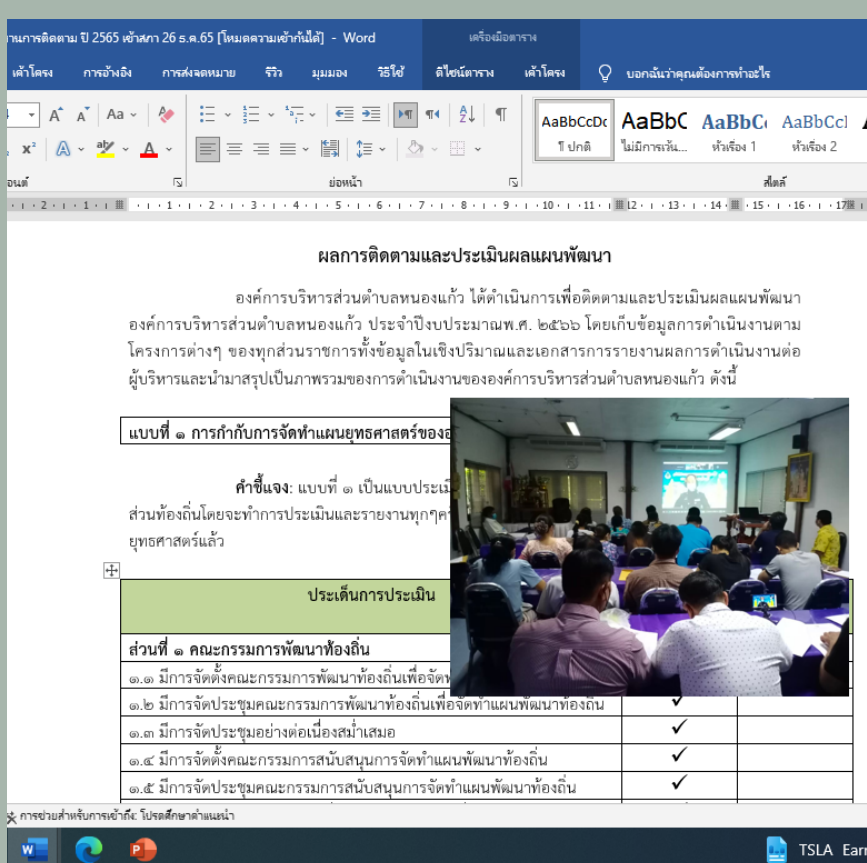 านการติดตาม ปี 2565 เข้าสภา 26 ธ.ค.65 [โหมดความเข้ากันได้] - Word
เครื่องมือตาราง
เค้าโครง การอ้างอิง การส่งจดหมาย รีวิว มุมมอง วิธีใช้ ดีไซน์ตาราง เค้าโครง บอกฉันว่าคุณต้องการทำอะไร
AaBbCcDc AaBbC AaBbC AaBbCcI
¶ ปกติ ไม่มีการเว้น... หัวเรื่อง 1 หัวเรื่อง 2
ย่อหน้า สไตล์
2 1 1 2 3 4 5 6 7 8 9 10 11 12 13 14 15 16 17
ผลการติดตามและประเมินผลแผนพัฒนา
องค์การบริหารส่วนตำบลหนองแก้ว ได้ดำเนินการเพื่อติดตามและประเมินผลแผนพัฒนา
องค์การบริหารส่วนตำบลหนองแก้ว ประจำปีงบประมาณพ.ศ. ๒๕๖๖ โดยเก็บข้อมูลการดำเนินงานตาม
โครงการต่างๆ ของทุกส่วนราชการทั้งข้อมูลในเชิงปริมาณและเอกสารการรายงานผลการดำเนินงานต่อ
ผู้บริหารและนำมาสรุปเป็นภาพรวมของการดำเนินงานขององค์การบริหารส่วนตำบลหนองแก้ว ดังนี้
แบบที่ ๑ การกำกับการจัดทำแผนยุทธศาสตร์ของอ
คำชี้แจง: แบบที่ ๑ เป็นแบบประเมิ
ส่วนท้องถิ่นโดยจะทำการประเมินและรายงานทุกๆคร
ยุทธศาสตร์แล้ว
ประเด็นการประเมิน
ส่วนที่ ๑ คณะกรรมการพัฒนาท้องถิ่น
๑.๑ มีการจัดตั้งคณะกรรมการพัฒนาท้องถิ่นเพื่อจัดท
๑.๒ มีการจัดประชุมคณะกรรมการพัฒนาท้องถิ่นเพื่อจัดทำแผนพัฒนาท้องถิ่น ✓
๑.๓ มีการจัดประชุมอย่างต่อเนื่องสม่ำเสมอ ✓
๑.๔ มีการจัดตั้งคณะกรรมการสนับสนุนการจัดทำแผนพัฒนาท้องถิ่น ✓
๑.๕ มีการจัดประชุมคณะกรรมการสนับสนุนการจัดทำแผนพัฒนาท้องถิ่น ✓
การช่วยสำหรับการเข้าถึง: โปรดศึกษาคำแนะนำ
TSLA Earn